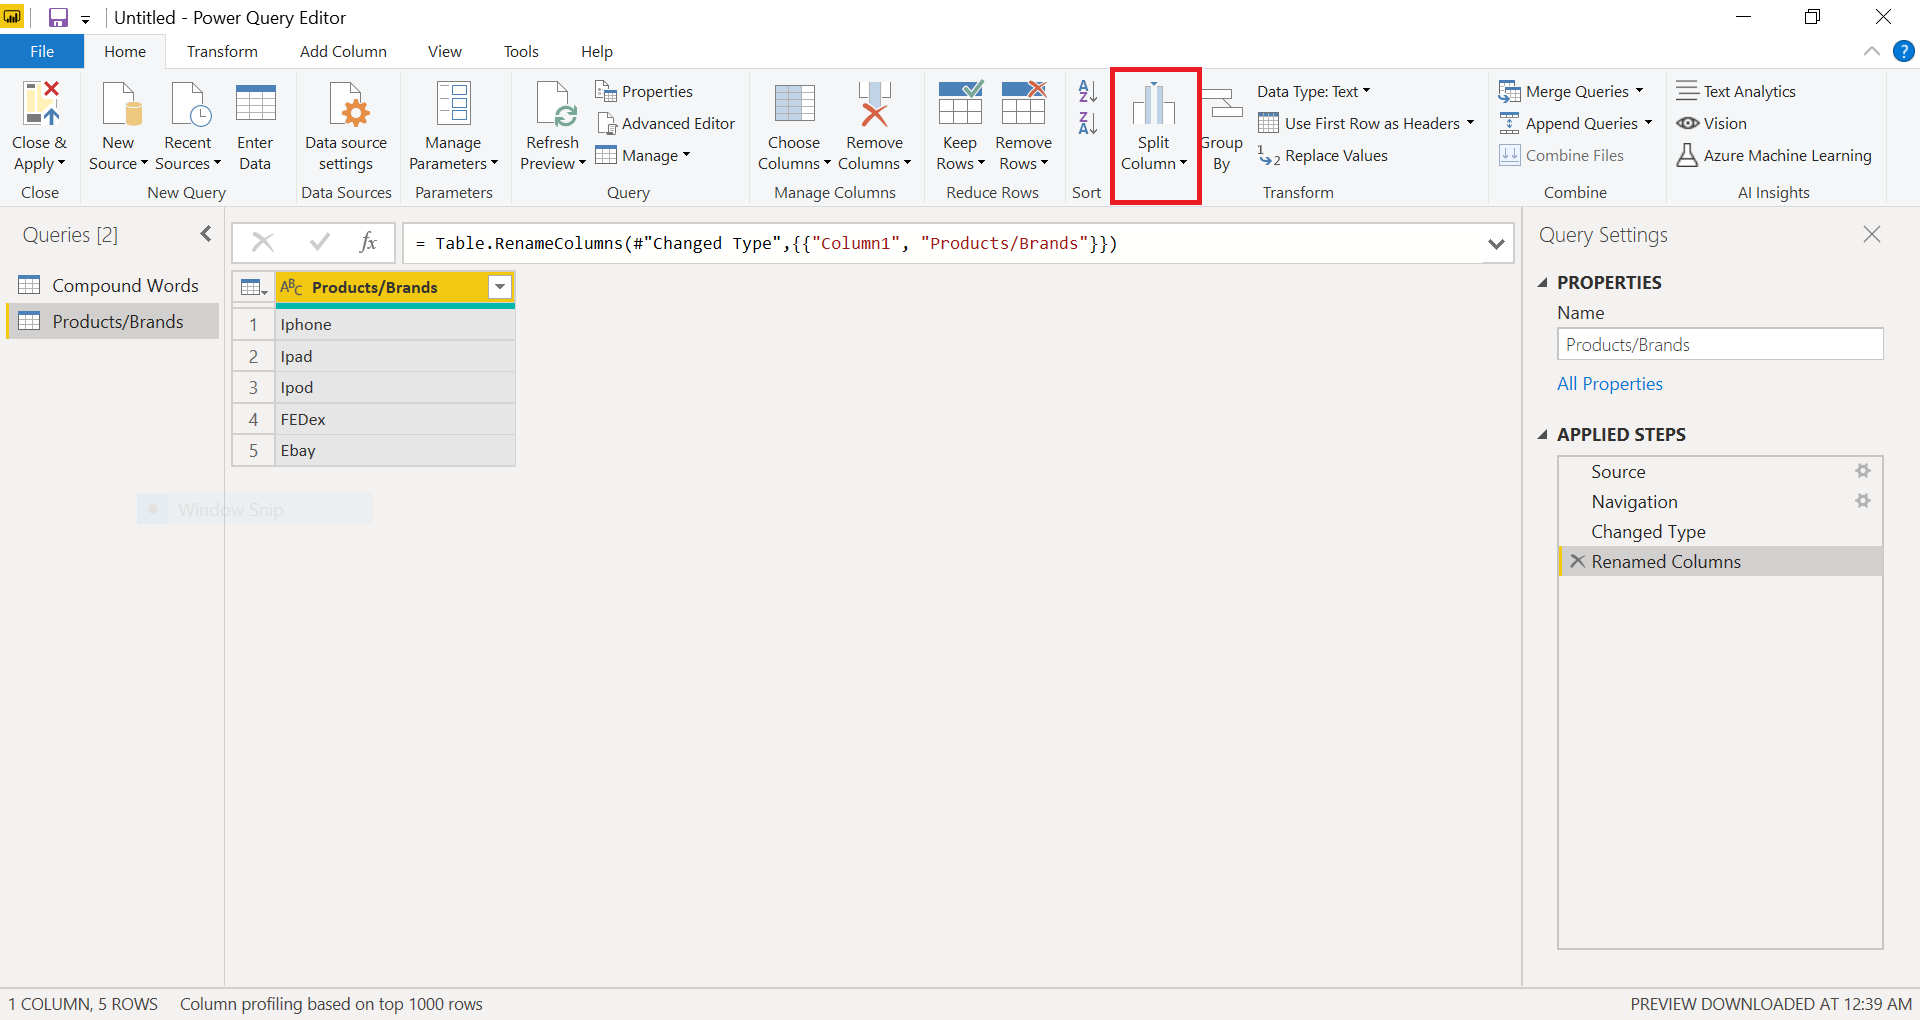 Untitled - Power Query Editor
File Home Transform Add Column View Tools Help
Close & Apply
Close
New Source
Recent Sources
Enter Data
New Query
Data source settings
Data Sources
Manage Parameters
Parameters
Refresh Preview
Properties
Advanced Editor
Manage
Query
Choose Columns
Remove Columns
Manage Columns
Keep Rows
Remove Rows
Reduce Rows
A Z
Z A
Sort
Split Column
Group By
Data Type: Text
Use First Row as Headers
1 2 Replace Values
Transform
Merge Queries
Append Queries
Combine Files
Combine
Text Analytics
Vision
Azure Machine Learning
AI Insights
?
Queries [2]
Compound Words
Products/Brands
fx
= Table.RenameColumns(#"Changed Type",{{"Column1", "Products/Brands"}})
ABC Products/Brands
1 Iphone
2 Ipad
3 Ipod
4 FEDex
5 Ebay
Window Snip
Query Settings
PROPERTIES
Name
Products/Brands
All Properties
APPLIED STEPS
Source
Navigation
Changed Type
Renamed Columns
1 COLUMN, 5 ROWS Column profiling based on top 1000 rows
PREVIEW DOWNLOADED AT 12:39 AM